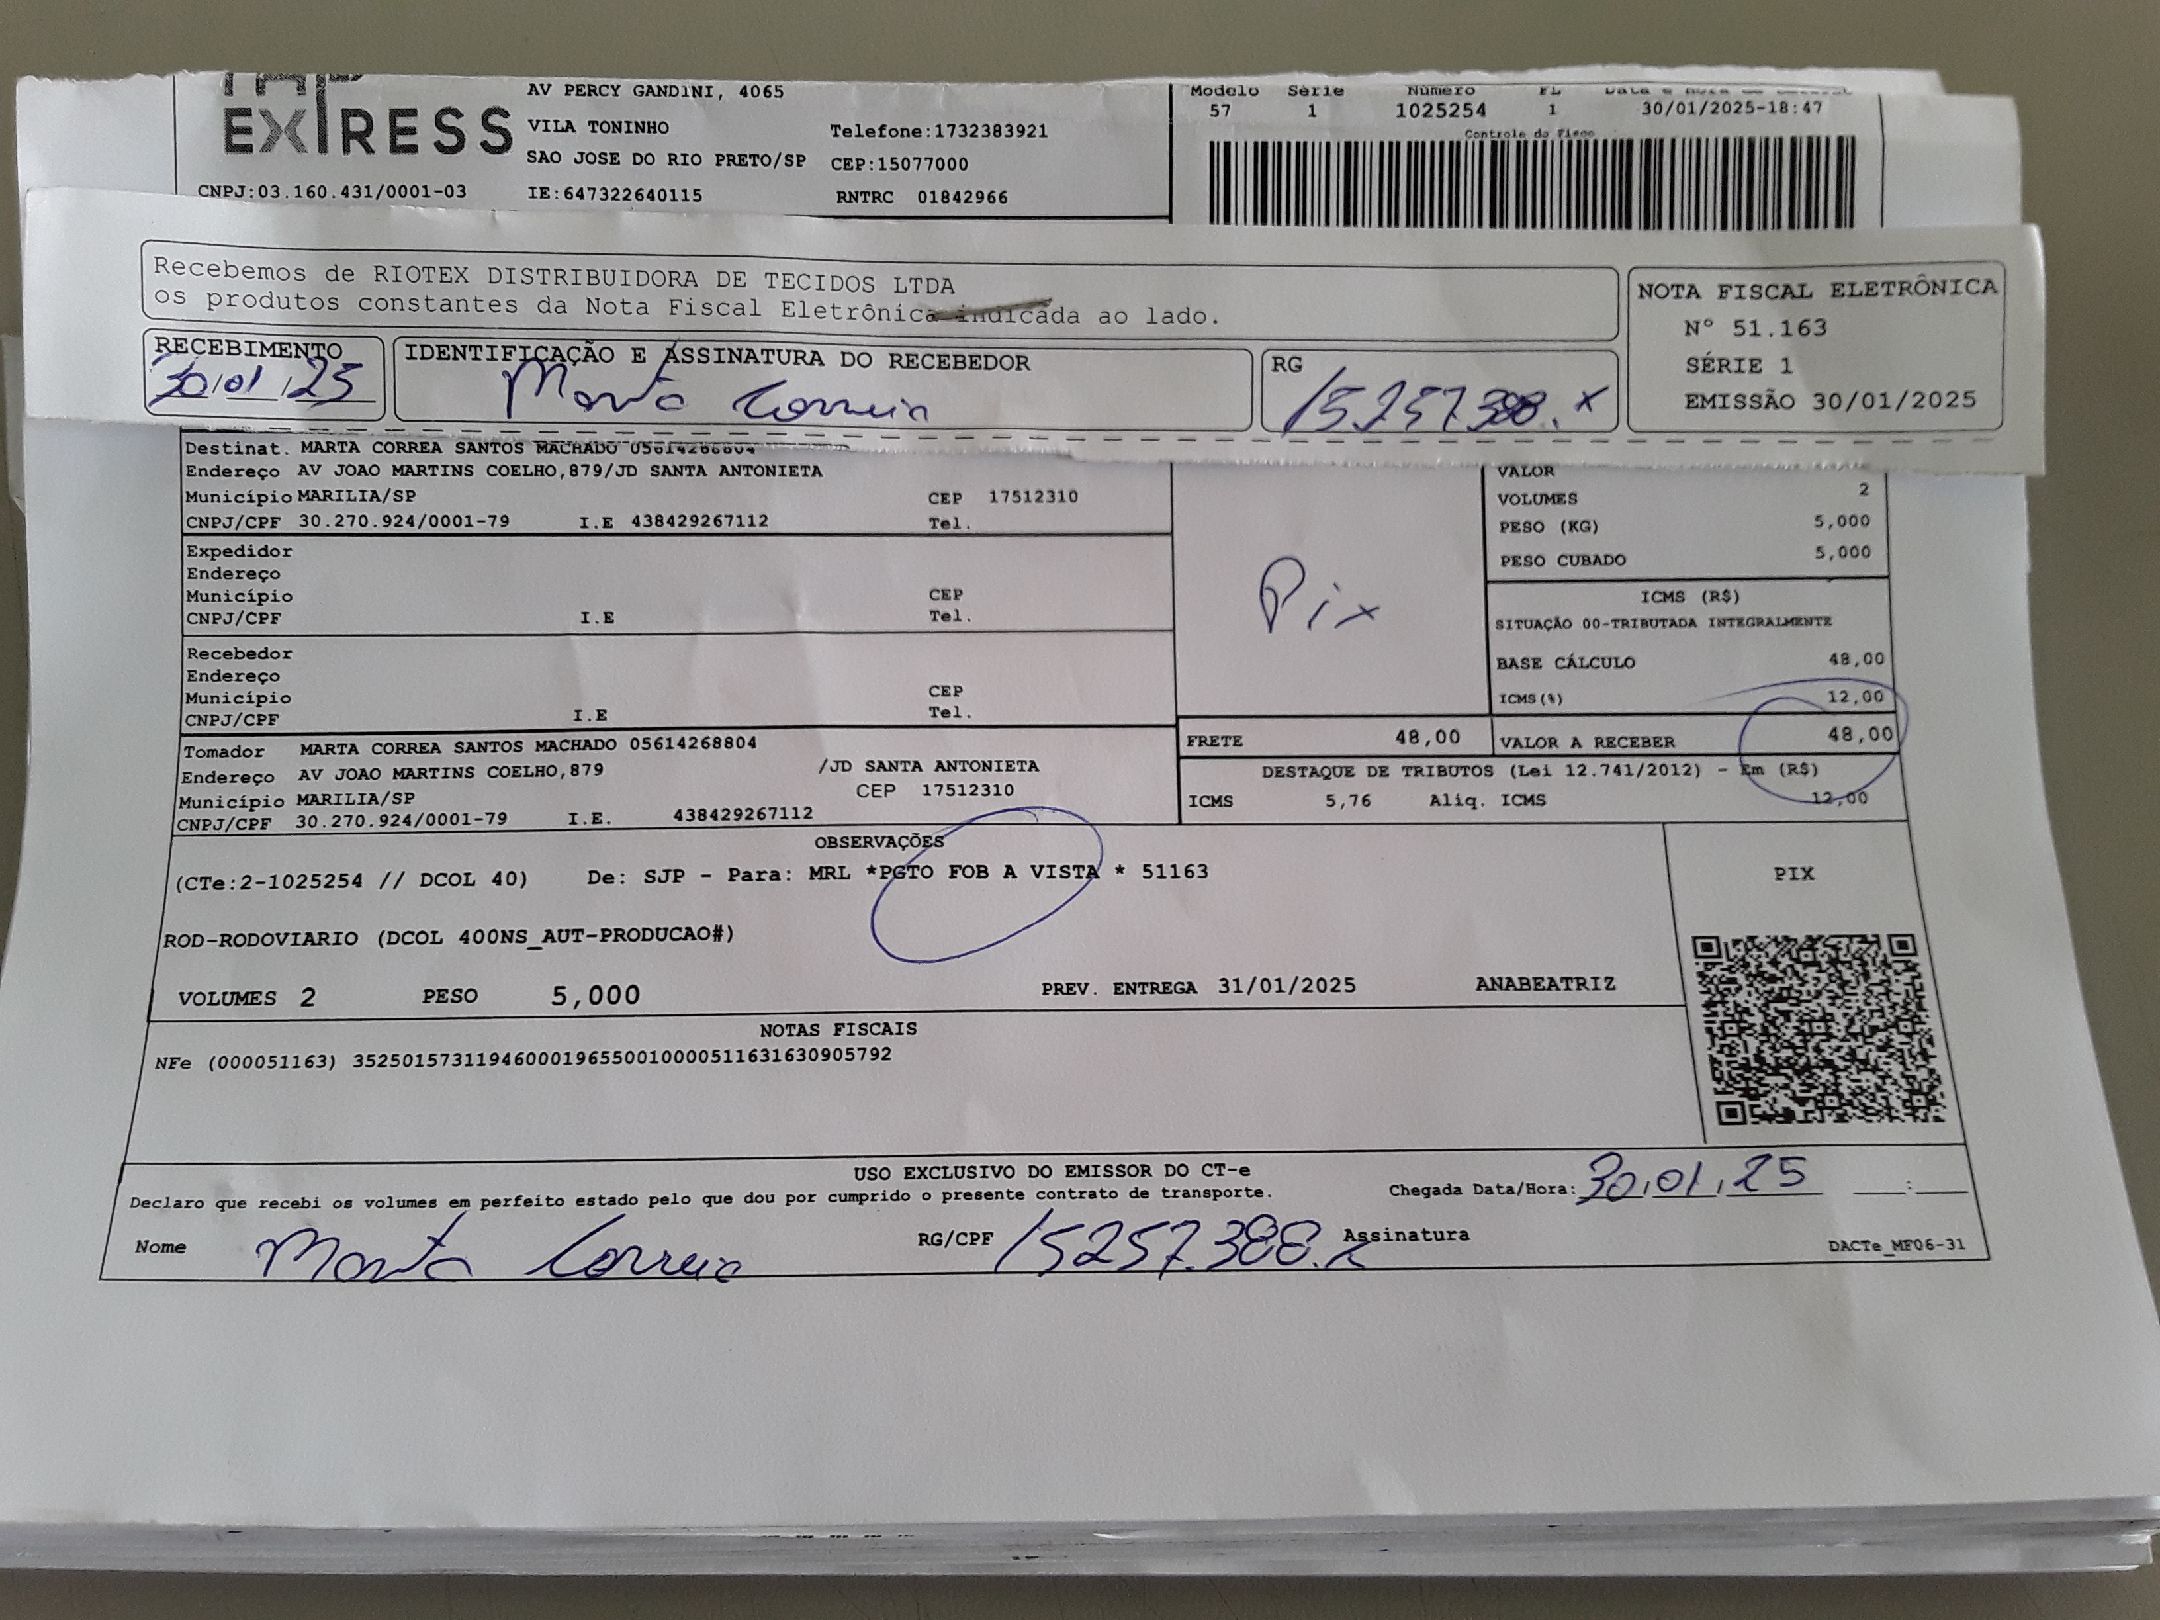 EXPRESS
AV PERCY GANDINI, 4065
VILA TONINHO Telefone:1732383921
SAO JOSE DO RIO PRETO/SP CEP:15077000
CNPJ:03.160.431/0001-03 IE:647322640115 RNTRC 01842966
Modelo Série Número FL
57 1 1025254 1 30/01/2025-18:47
Controle do Fisco
Recebemos de RIOTEX DISTRIBUIDORA DE TECIDOS LTDA
os produtos constantes da Nota Fiscal Eletrônica indicada ao lado.
RECEBIMENTO IDENTIFICAÇÃO E ASSINATURA DO RECEBEDOR RG
30/01/25 Marta Correia 15257.388.x
NOTA FISCAL ELETRÔNICA
Nº 51.163
SÉRIE 1
EMISSÃO 30/01/2025
Destinat. MARTA CORREA SANTOS MACHADO 05614268804
Endereço AV JOAO MARTINS COELHO,879/JD SANTA ANTONIETA
Município MARILIA/SP CEP 17512310
CNPJ/CPF 30.270.924/0001-79 I.E 438429267112 Tel.
Expedidor
Endereço
Município CEP
CNPJ/CPF I.E Tel.
Recebedor
Endereço
Município CEP
CNPJ/CPF I.E Tel.
Pix
VALOR
VOLUMES 2
PESO (KG) 5,000
PESO CUBADO 5,000
ICMS (R$)
SITUAÇÃO 00-TRIBUTADA INTEGRALMENTE
BASE CÁLCULO 48,00
ICMS(%) 12,00
Tomador MARTA CORREA SANTOS MACHADO 05614268804
Endereço AV JOAO MARTINS COELHO,879 /JD SANTA ANTONIETA
Município MARILIA/SP CEP 17512310
CNPJ/CPF 30.270.924/0001-79 I.E. 438429267112
FRETE 48,00 VALOR A RECEBER 48,00
DESTAQUE DE TRIBUTOS (Lei 12.741/2012) - Em (R$)
ICMS 5,76 Aliq. ICMS 12,00
OBSERVAÇÕES
(CTe:2-1025254 // DCOL 40) De: SJP - Para: MRL *PGTO FOB A VISTA * 51163
ROD-RODOVIARIO (DCOL 400NS_AUT-PRODUCAO#)
VOLUMES 2 PESO 5,000 PREV. ENTREGA 31/01/2025 ANABEATRIZ
PIX
NOTAS FISCAIS
NFe (000051163) 35250157311946000196550010000511631630905792
USO EXCLUSIVO DO EMISSOR DO CT-e
Declaro que recebi os volumes em perfeito estado pelo que dou por cumprido o presente contrato de transporte. Chegada Data/Hora: 30/01/25 __:__
Nome Marta Correia RG/CPF 15257.388.x Assinatura
DACTe_MF06-31